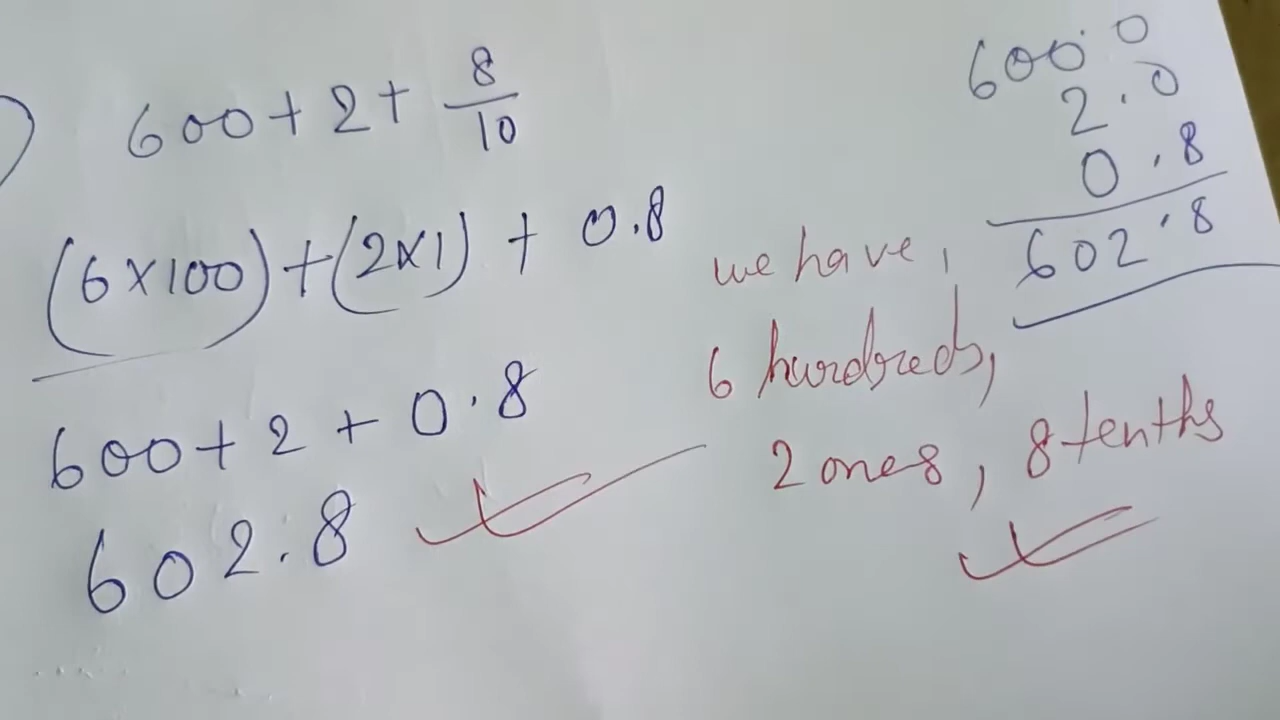 ) 600 + 2 + 8/10
(6×100) + (2×1) + 0.8
600 + 2 + 0.8
602.8
600.0
2.0
0.8
602.8
we have,
6 hundreds,
2 ones, 8 tenths